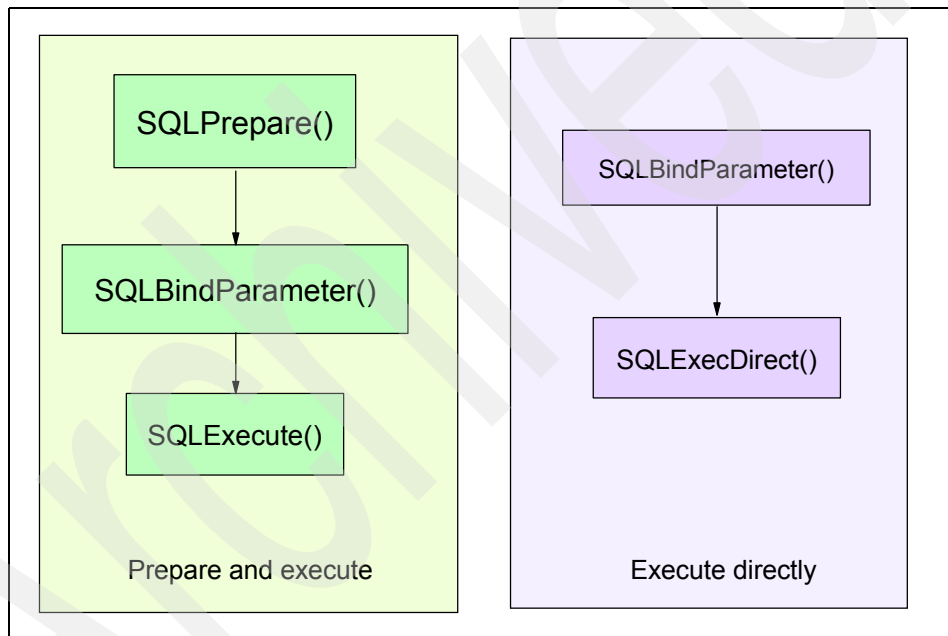 SQLPrepare()
SQLBindParameter()
SQLExecute()
Prepare and execute
SQLBindParameter()
SQLExecDirect()
Execute directly